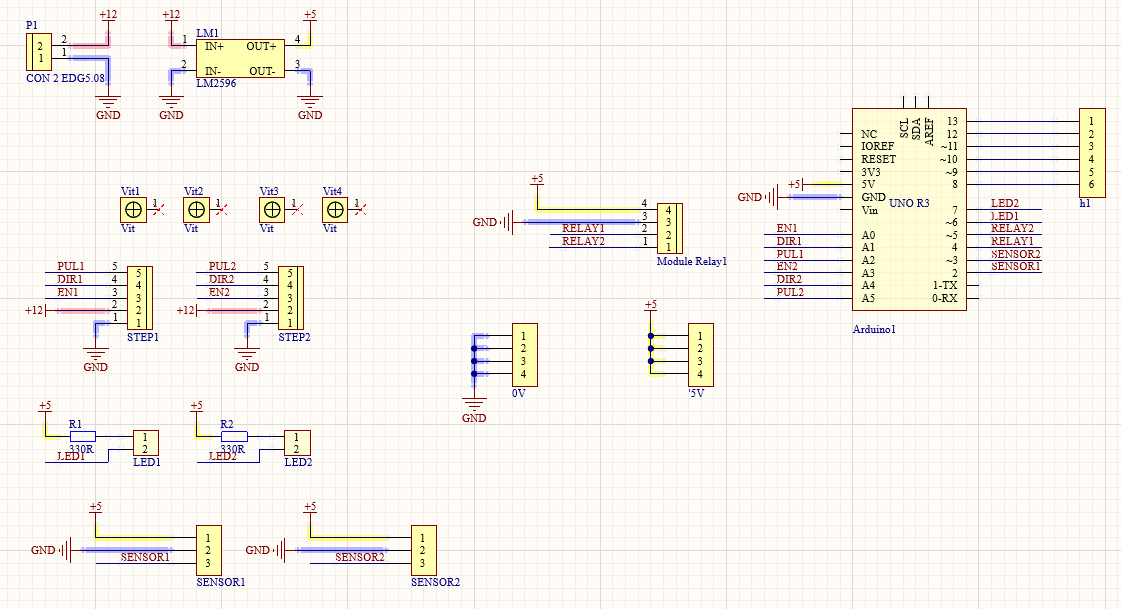 P1
2
1
2
1
CON 2 EDG5.08
+12
GND
+12
GND
LM1
1
2
IN+
IN-
OUT+
OUT-
4
3
LM2596
+5
GND
Vit1
1
Vit
Vit2
1
Vit
Vit3
1
Vit
Vit4
1
Vit
PUL1
DIR1
EN1
+12
GND
5
4
3
2
1
5
4
3
2
1
STEP1
PUL2
DIR2
EN2
+12
GND
5
4
3
2
1
5
4
3
2
1
STEP2
+5
R1
330R
LED1
1
2
LED1
+5
R2
330R
LED2
1
2
LED2
+5
GND
SENSOR1
1
2
3
SENSOR1
+5
GND
SENSOR2
1
2
3
SENSOR2
+5
GND
RELAY1
RELAY2
4
3
2
1
4
3
2
1
Module Relay1
1
2
3
4
0V
GND
+5
1
2
3
4
'5V
SCL
SDA
AREF
NC
IOREF
RESET
3V3
5V
GND
Vin
+5
GND
UNO R3
A0
A1
A2
A3
A4
A5
EN1
DIR1
PUL1
EN2
DIR2
PUL2
13
12
~11
~10
~9
8
7
~6
~5
4
~3
2
1-TX
0-RX
LED2
LED1
RELAY2
RELAY1
SENSOR2
SENSOR1
Arduino1
1
2
3
4
5
6
h1